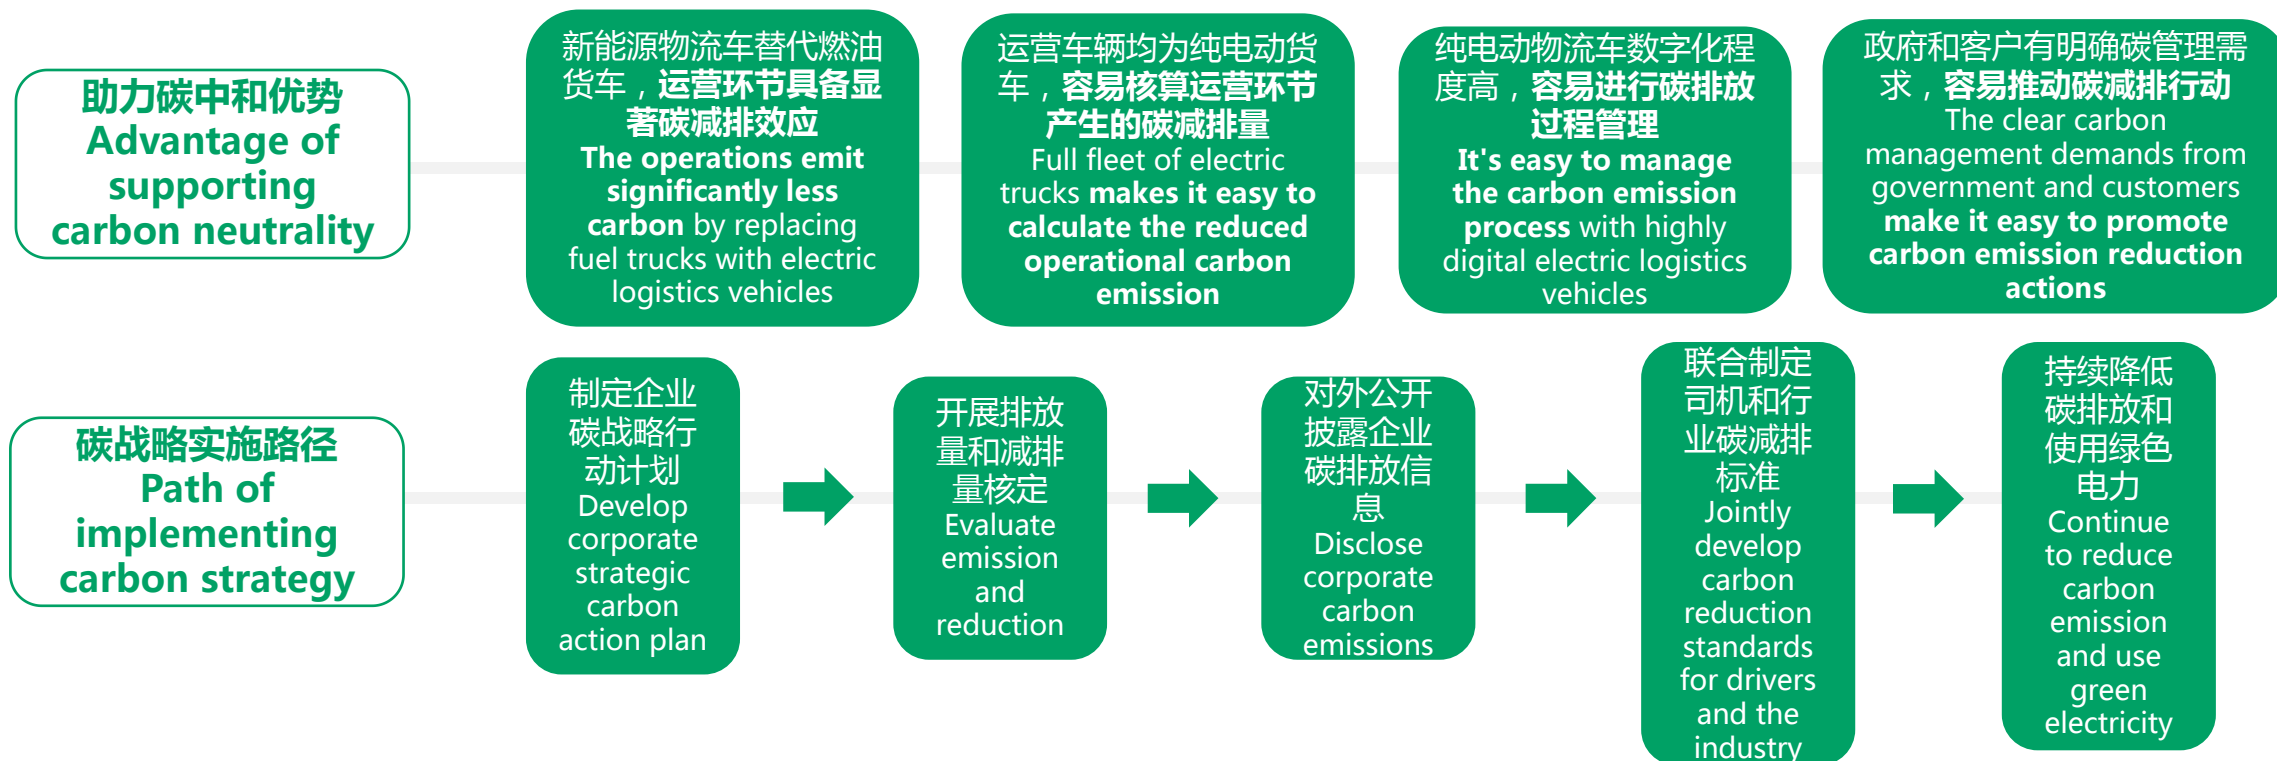 助力碳中和优势
Advantage of
supporting
carbon neutrality
新能源物流车替代燃油
货车，运营环节具备显
著碳减排效应
The operations emit
significantly less
carbon by replacing
fuel trucks with electric
logistics vehicles
运营车辆均为纯电动货
车，容易核算运营环节
产生的碳减排量
Full fleet of electric
trucks makes it easy to
calculate the reduced
operational carbon
emission
纯电动物流车数字化程
度高，容易进行碳排放
过程管理
It's easy to manage
the carbon emission
process with highly
digital electric logistics
vehicles
政府和客户有明确碳管理需
求，容易推动碳减排行动
The clear carbon
management demands from
government and customers
make it easy to promote
carbon emission reduction
actions
碳战略实施路径
Path of
implementing
carbon strategy
制定企业
碳战略行
动计划
Develop
corporate
strategic
carbon
action plan
开展排放
量和减排
量核定
Evaluate
emission
and
reduction
对外公开
披露企业
碳排放信
息
Disclose
corporate
carbon
emissions
联合制定
司机和行
业碳减排
标准
Jointly
develop
carbon
reduction
standards
for drivers
and the
industry
持续降低
碳排放和
使用绿色
电力
Continue
to reduce
carbon
emission
and use
green
electricity